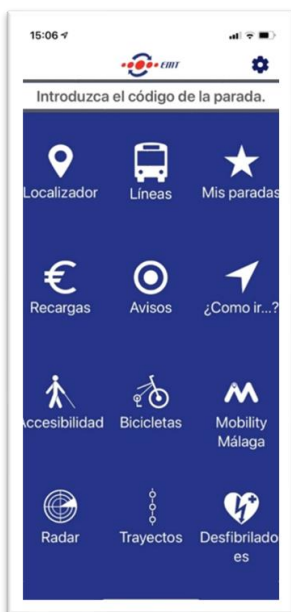 15:06
EMT
Introduzca el código de la parada.
Localizador Líneas Mis paradas
Recargas Avisos ¿Como ir...?
Accesibilidad Bicicletas Mobility
Málaga
Radar Trayectos Desfibrilado
es